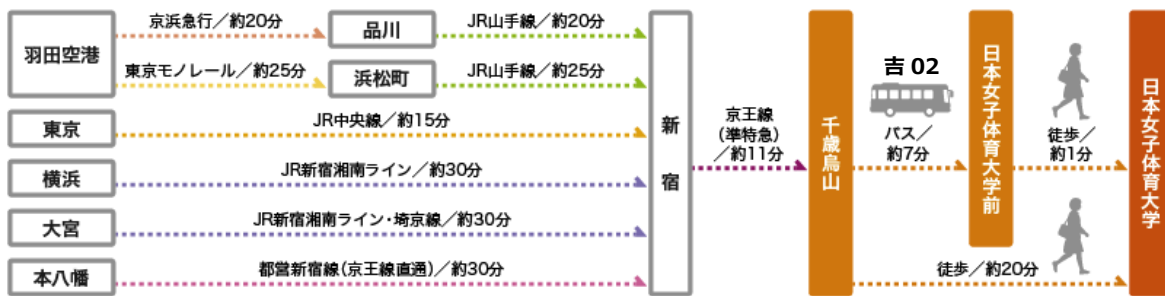 羽田空港
京浜急行／約20分
品川
JR山手線／約20分
東京モノレール／約25分
浜松町
JR山手線／約25分
東京
JR中央線／約15分
横浜
JR新宿湘南ライン／約30分
大宮
JR新宿湘南ライン・埼京線／約30分
本八幡
都営新宿線（京王線直通）／約30分
新宿
京王線
（準特急）
／約11分
千歳烏山
吉 02
バス／
約7分
日本女子体育大学前
徒歩／
約1分
徒歩／約20分
日本女子体育大学